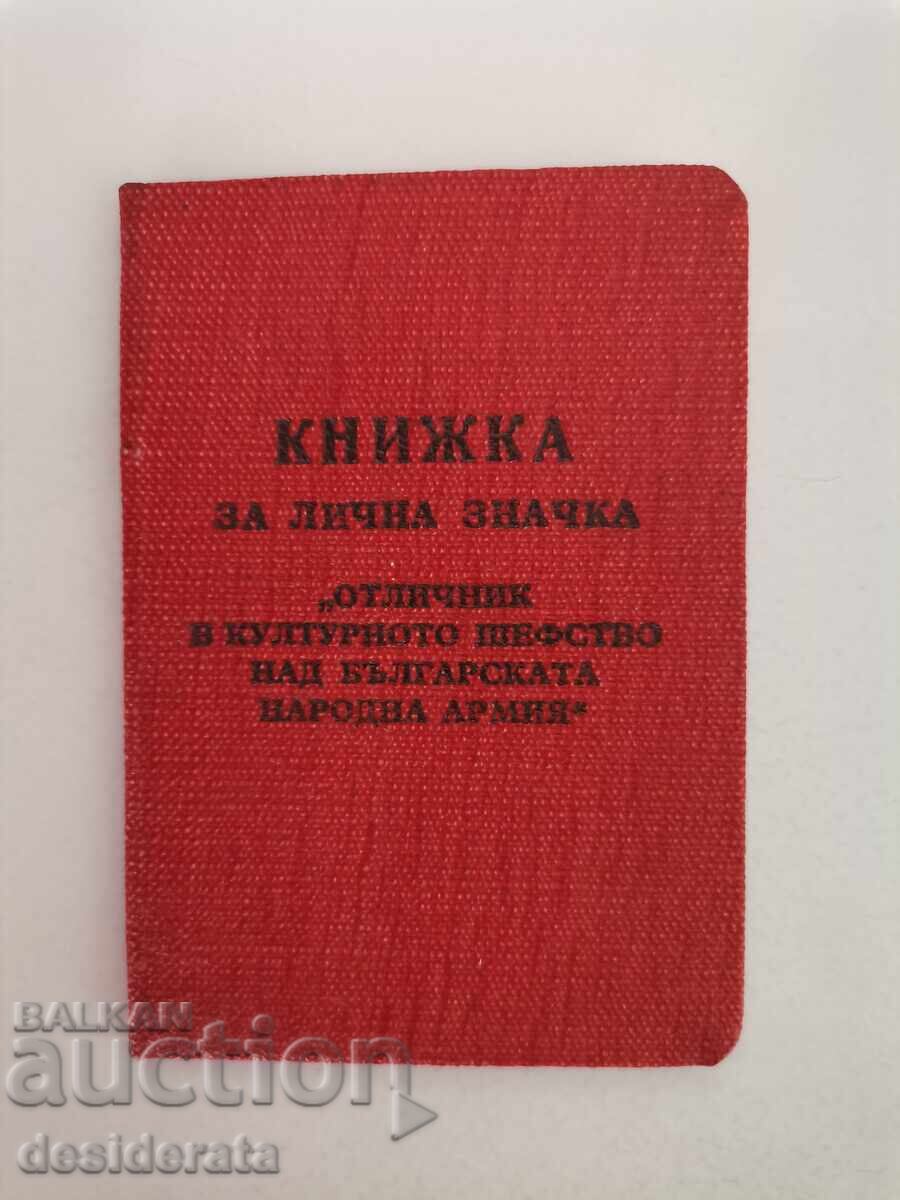 КНИЖКА
ЗА ЛИЧНА ЗНАЧКА
„ОТЛИЧНИК
В КУЛТУРНОТО ШЕФСТВО
НАД БЪЛГАРСКАТА
НАРОДНА АРМИЯ“
BALKAN
auction
desiderata